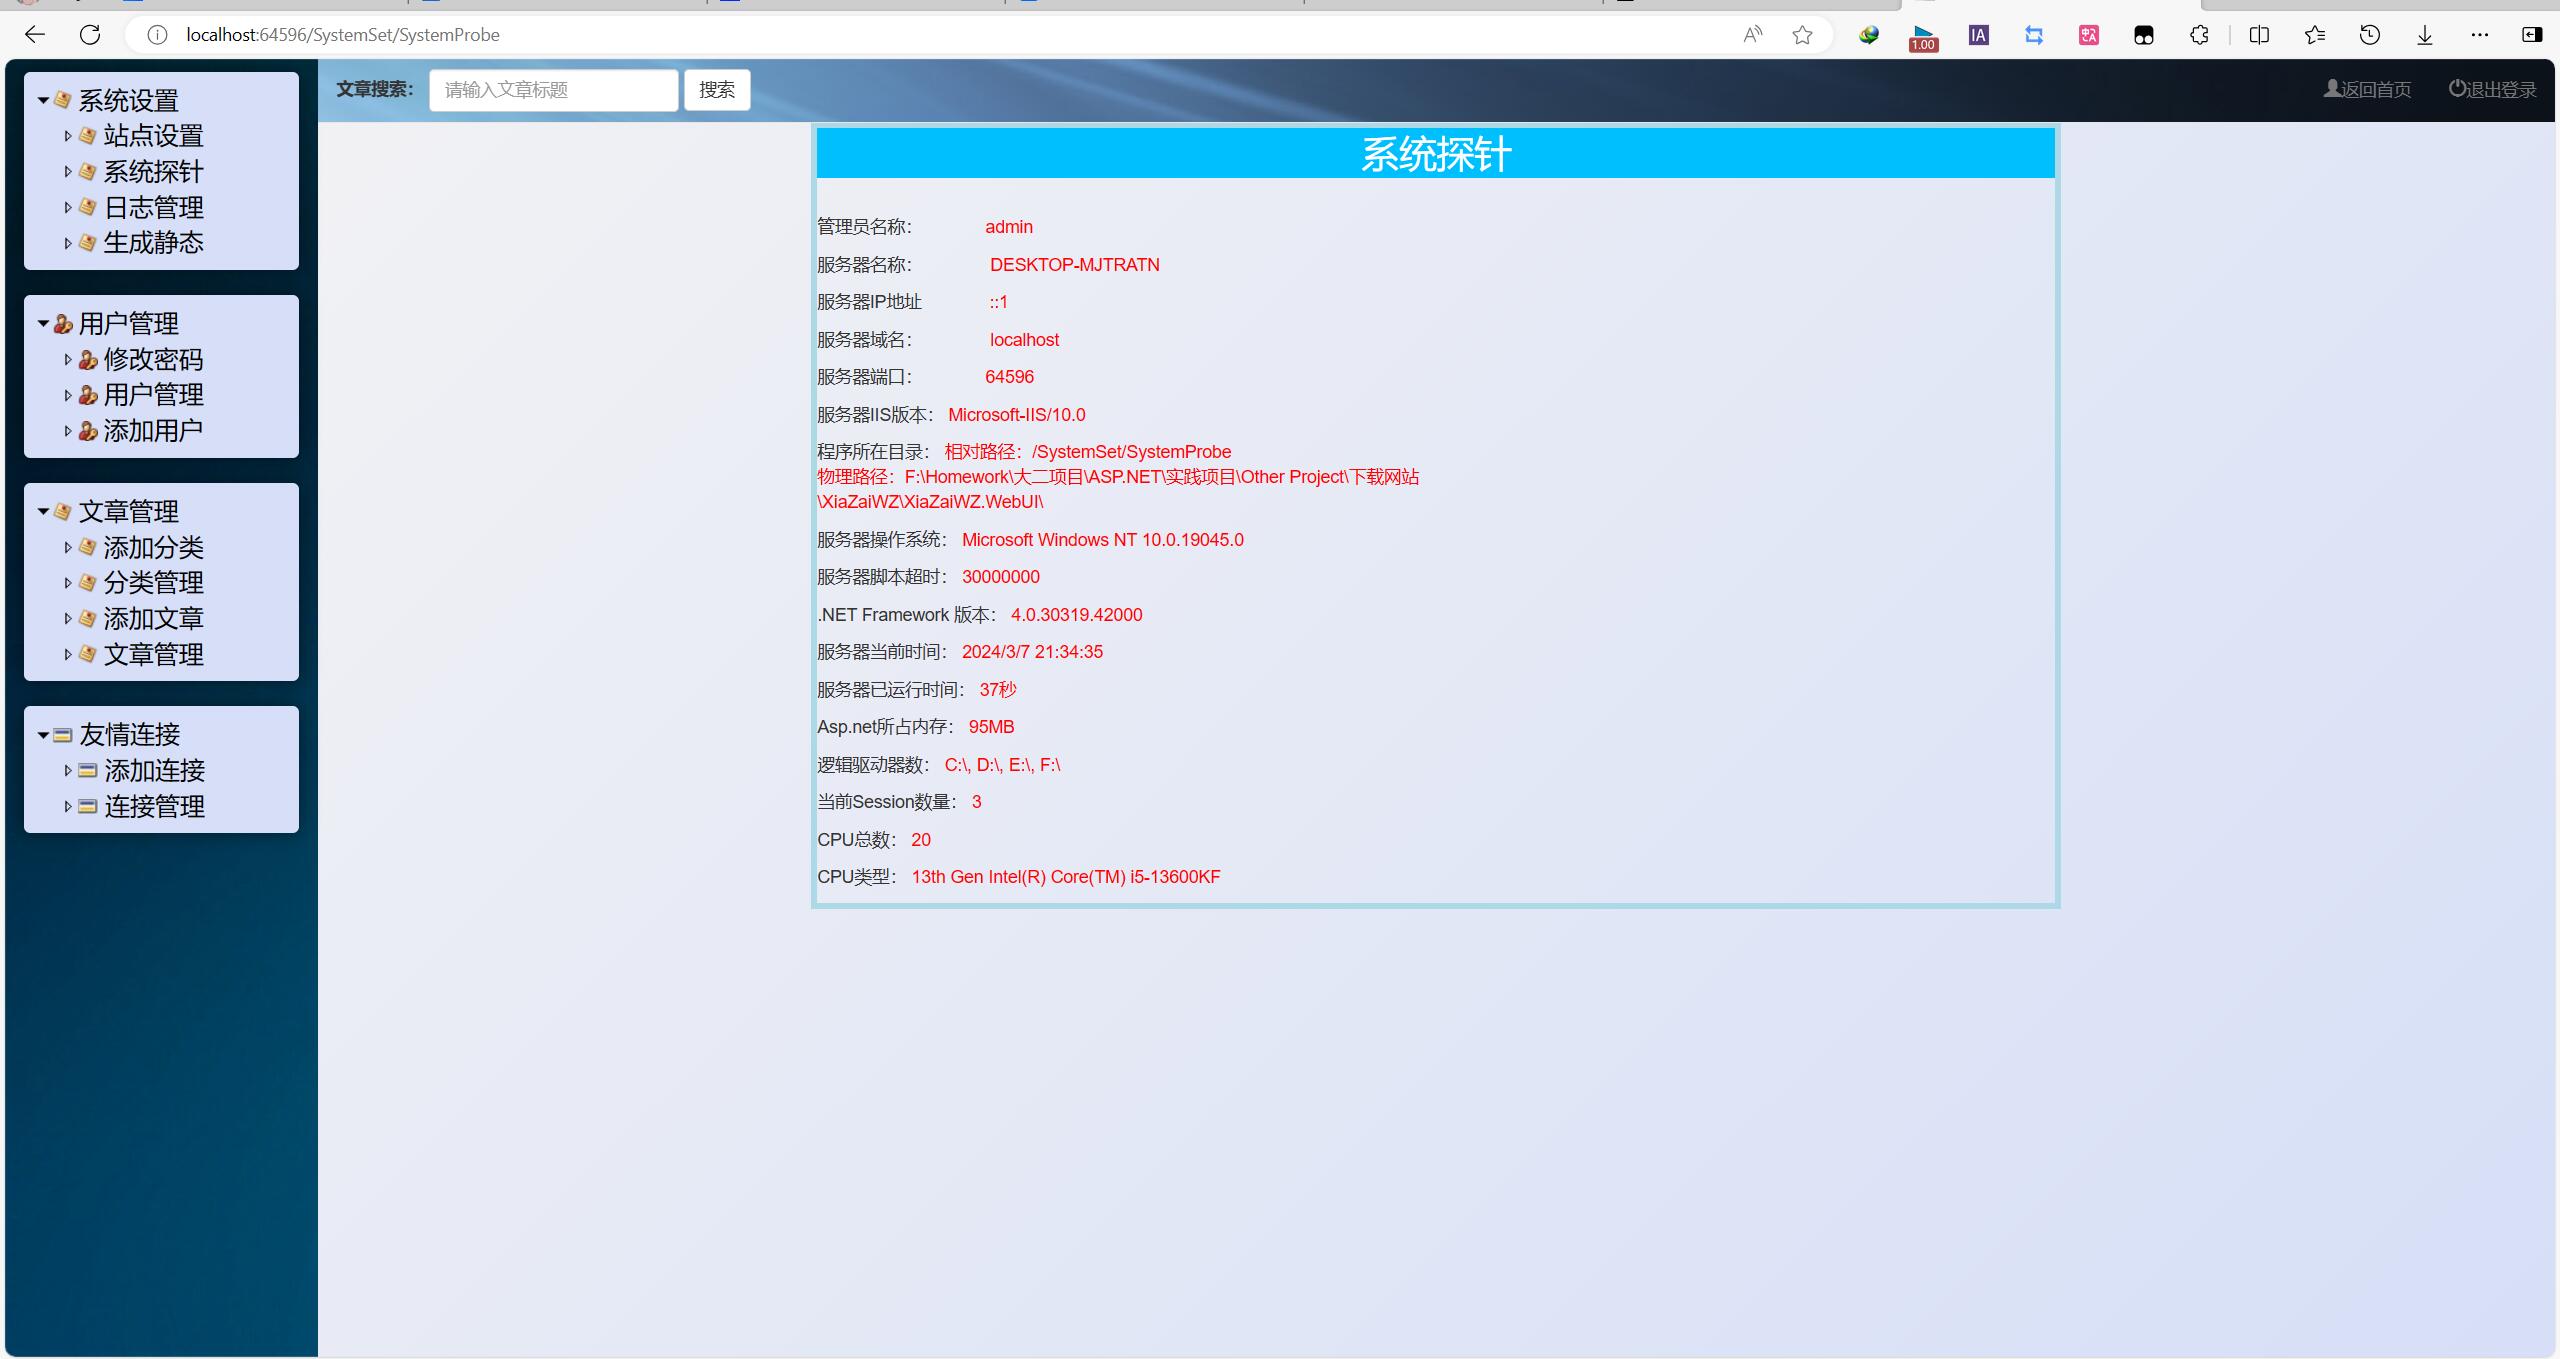 localhost:64596/SystemSet/SystemProbe
1.00
IA
系统设置
站点设置
系统探针
日志管理
生成静态
用户管理
修改密码
用户管理
添加用户
文章管理
添加分类
分类管理
添加文章
文章管理
友情连接
添加连接
连接管理
文章搜索： 请输入文章标题 搜索 返回首页 退出登录
系统探针
管理员名称： admin
服务器名称： DESKTOP-MJTRATN
服务器IP地址 ::1
服务器域名： localhost
服务器端口： 64596
服务器IIS版本： Microsoft-IIS/10.0
程序所在目录： 相对路径：/SystemSet/SystemProbe
物理路径：F:\Homework\大二项目\ASP.NET\实践项目\Other Project\下载网站
\XiaZaiWZ\XiaZaiWZ.WebUI\
服务器操作系统： Microsoft Windows NT 10.0.19045.0
服务器脚本超时： 30000000
.NET Framework 版本： 4.0.30319.42000
服务器当前时间： 2024/3/7 21:34:35
服务器已运行时间： 37秒
Asp.net所占内存： 95MB
逻辑驱动器数： C:\, D:\, E:\, F:\
当前Session数量： 3
CPU总数： 20
CPU类型： 13th Gen Intel(R) Core(TM) i5-13600KF